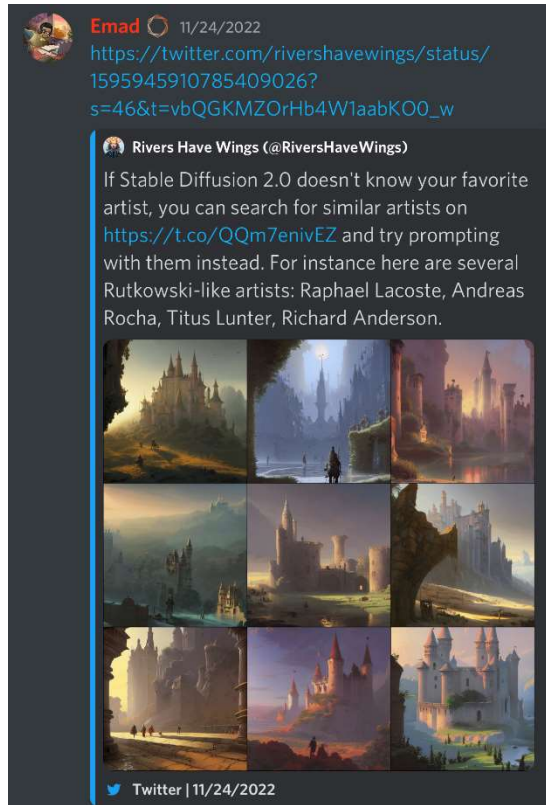 Emad 11/24/2022
https://twitter.com/rivershavewings/status/
1595945910785409026?
s=46&t=vbQGKMZOrHb4W1aabKO0_w
Rivers Have Wings (@RiversHaveWings)
If Stable Diffusion 2.0 doesn't know your favorite
artist, you can search for similar artists on
https://t.co/QQm7enivEZ and try prompting
with them instead. For instance here are several
Rutkowski-like artists: Raphael Lacoste, Andreas
Rocha, Titus Lunter, Richard Anderson.
Twitter | 11/24/2022